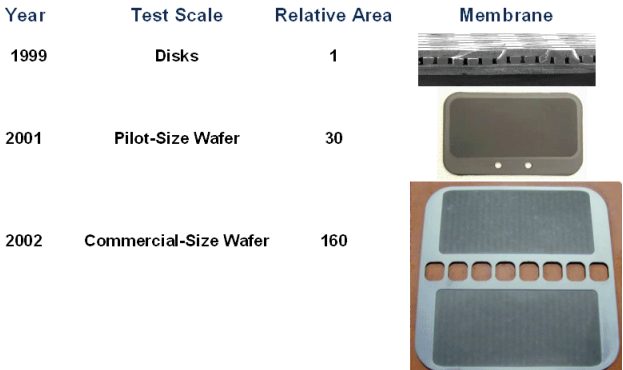 Year Test Scale Relative Area Membrane
1999 Disks 1
2001 Pilot-Size Wafer 30
2002 Commercial-Size Wafer 160